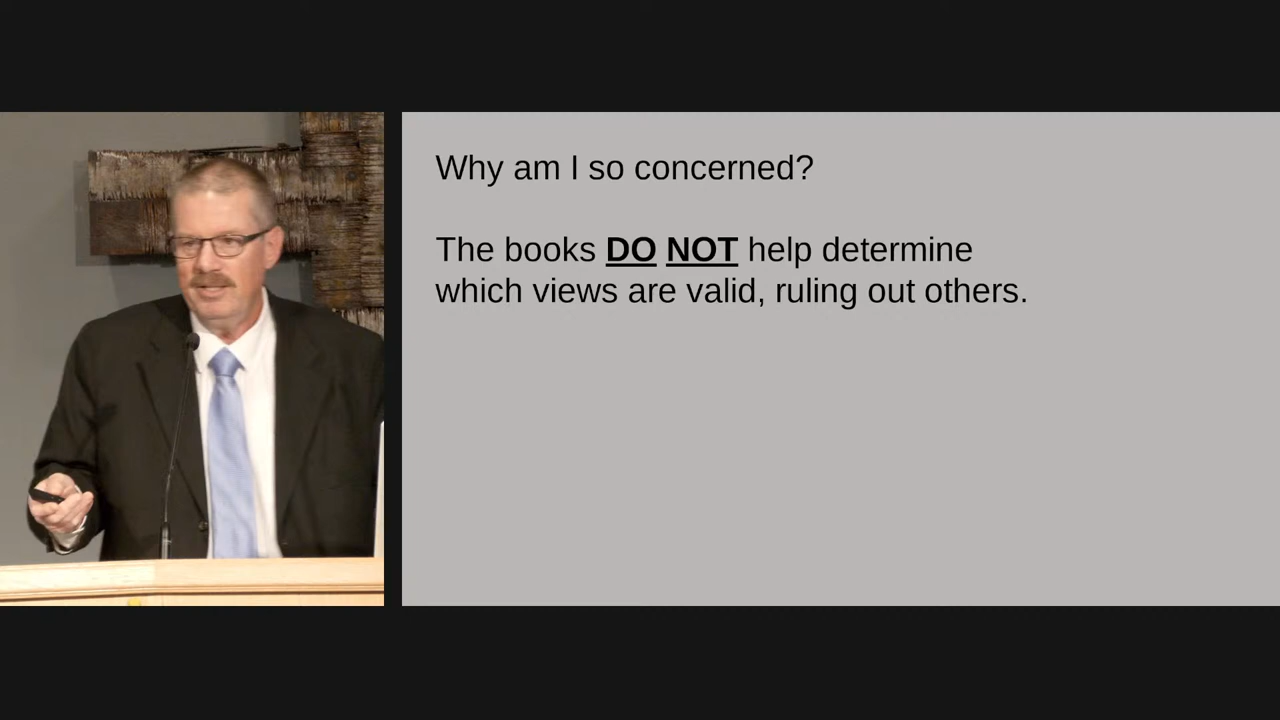 Why am I so concerned?
The books DO NOT help determine
which views are valid, ruling out others.